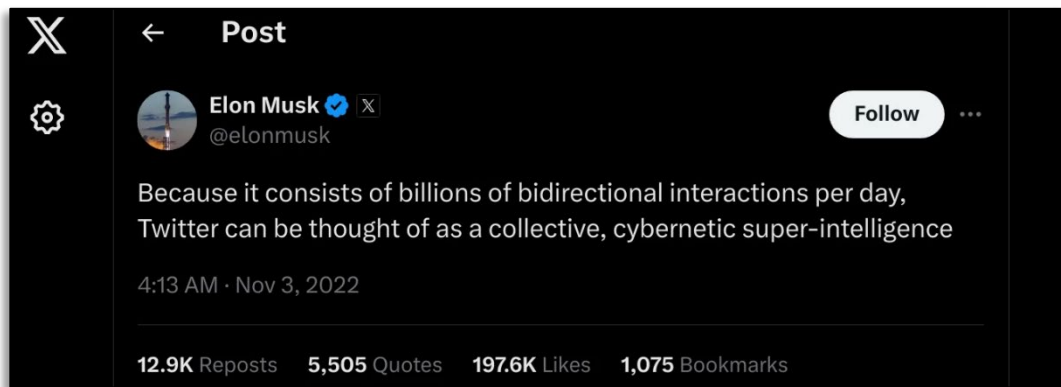 Post
Elon Musk
@elonmusk
Follow
Because it consists of billions of bidirectional interactions per day,
Twitter can be thought of as a collective, cybernetic super-intelligence
4:13 AM · Nov 3, 2022
12.9K Reposts 5,505 Quotes 197.6K Likes 1,075 Bookmarks